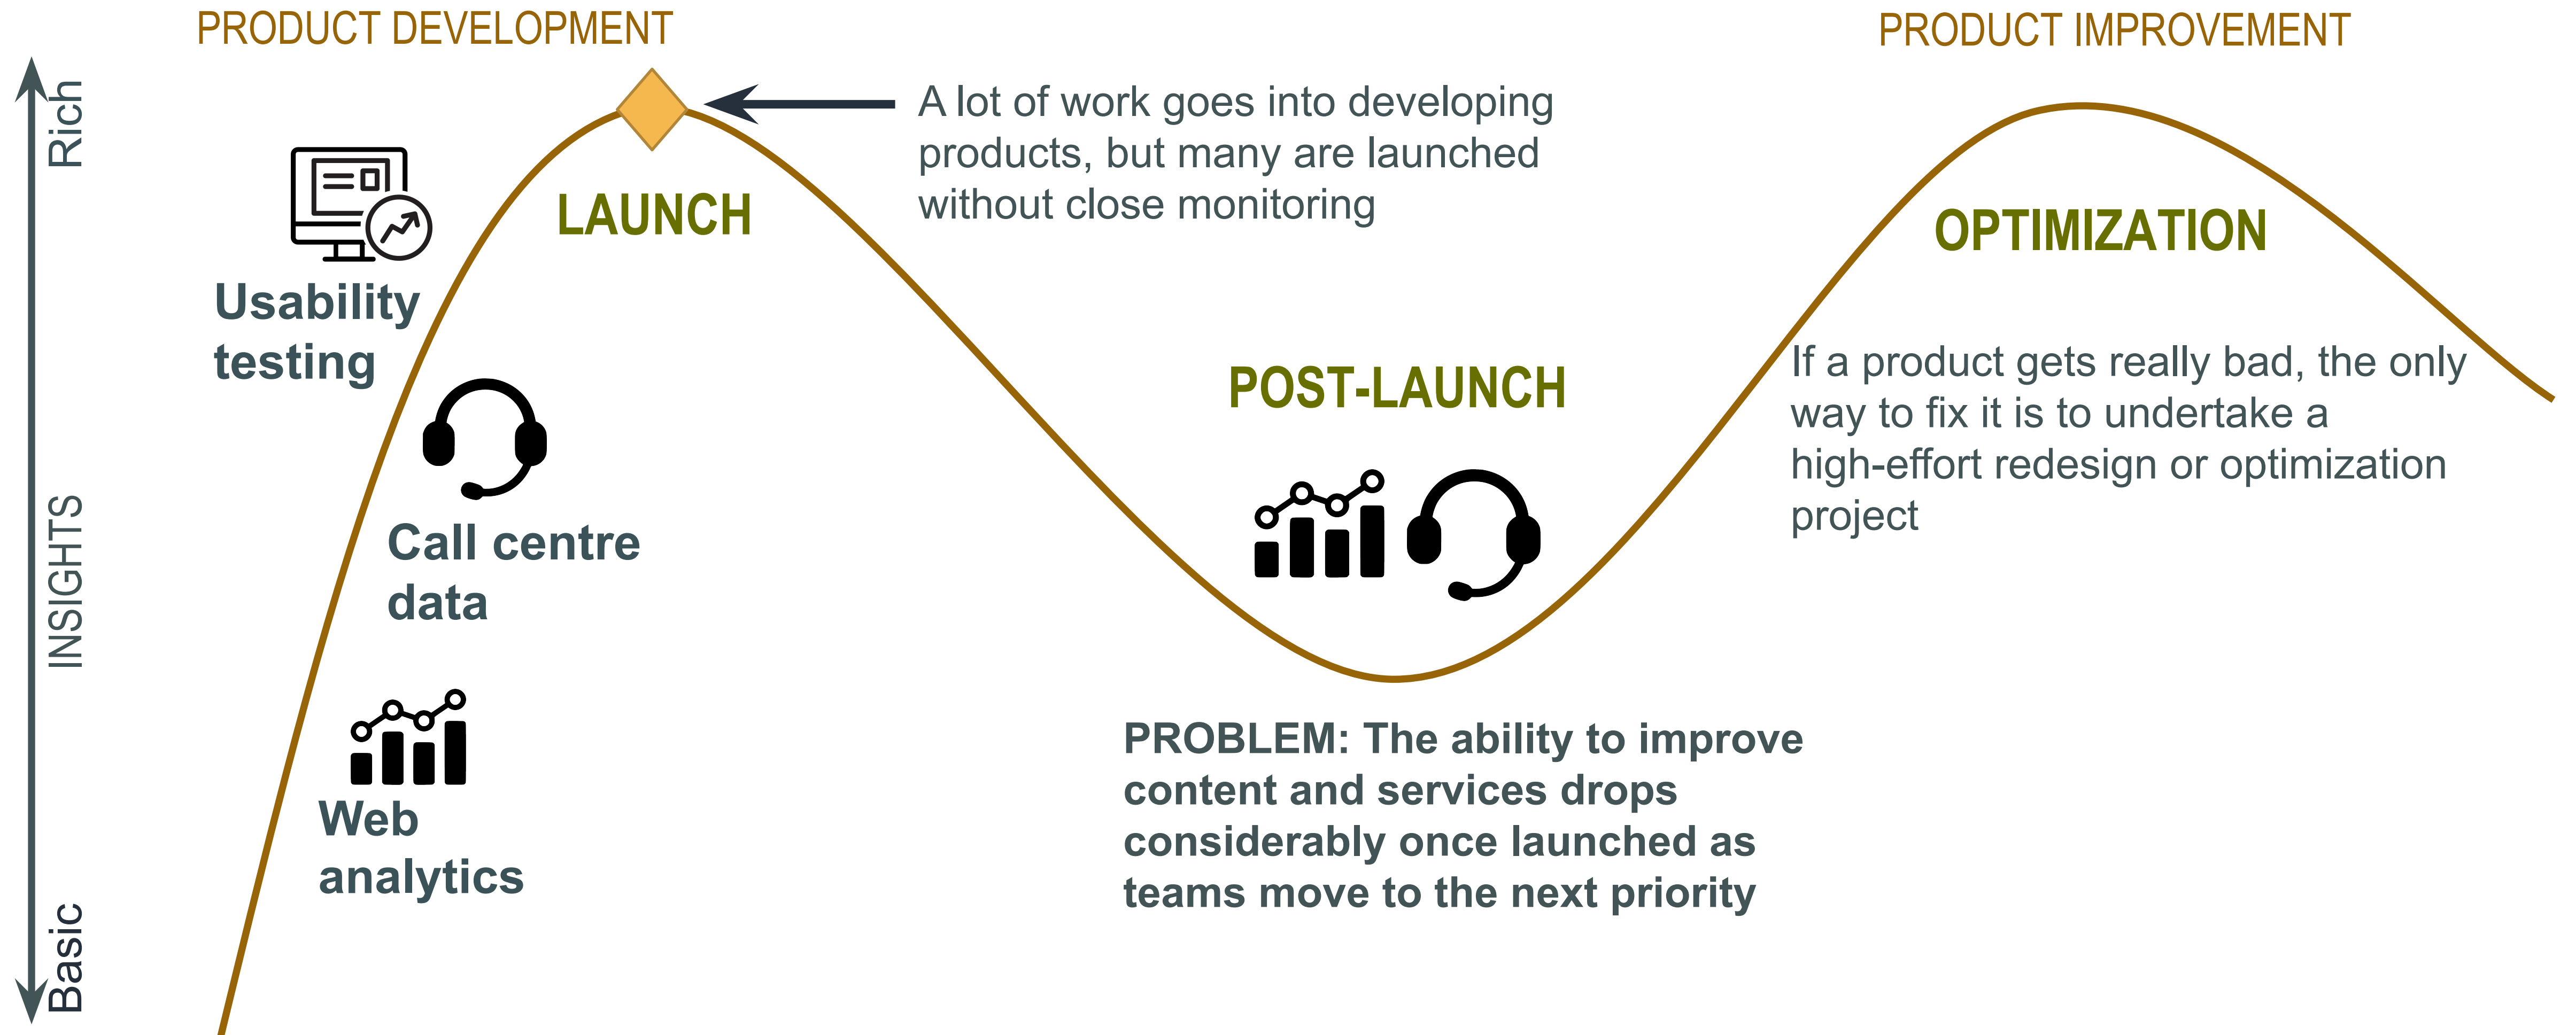 PRODUCT DEVELOPMENT
PRODUCT IMPROVEMENT
Rich
INSIGHTS
Basic
A lot of work goes into developing
products, but many are launched
without close monitoring
LAUNCH
Usability
testing
Call centre
data
Web
analytics
POST-LAUNCH
PROBLEM: The ability to improve
content and services drops
considerably once launched as
teams move to the next priority
OPTIMIZATION
If a product gets really bad, the only
way to fix it is to undertake a
high-effort redesign or optimization
project